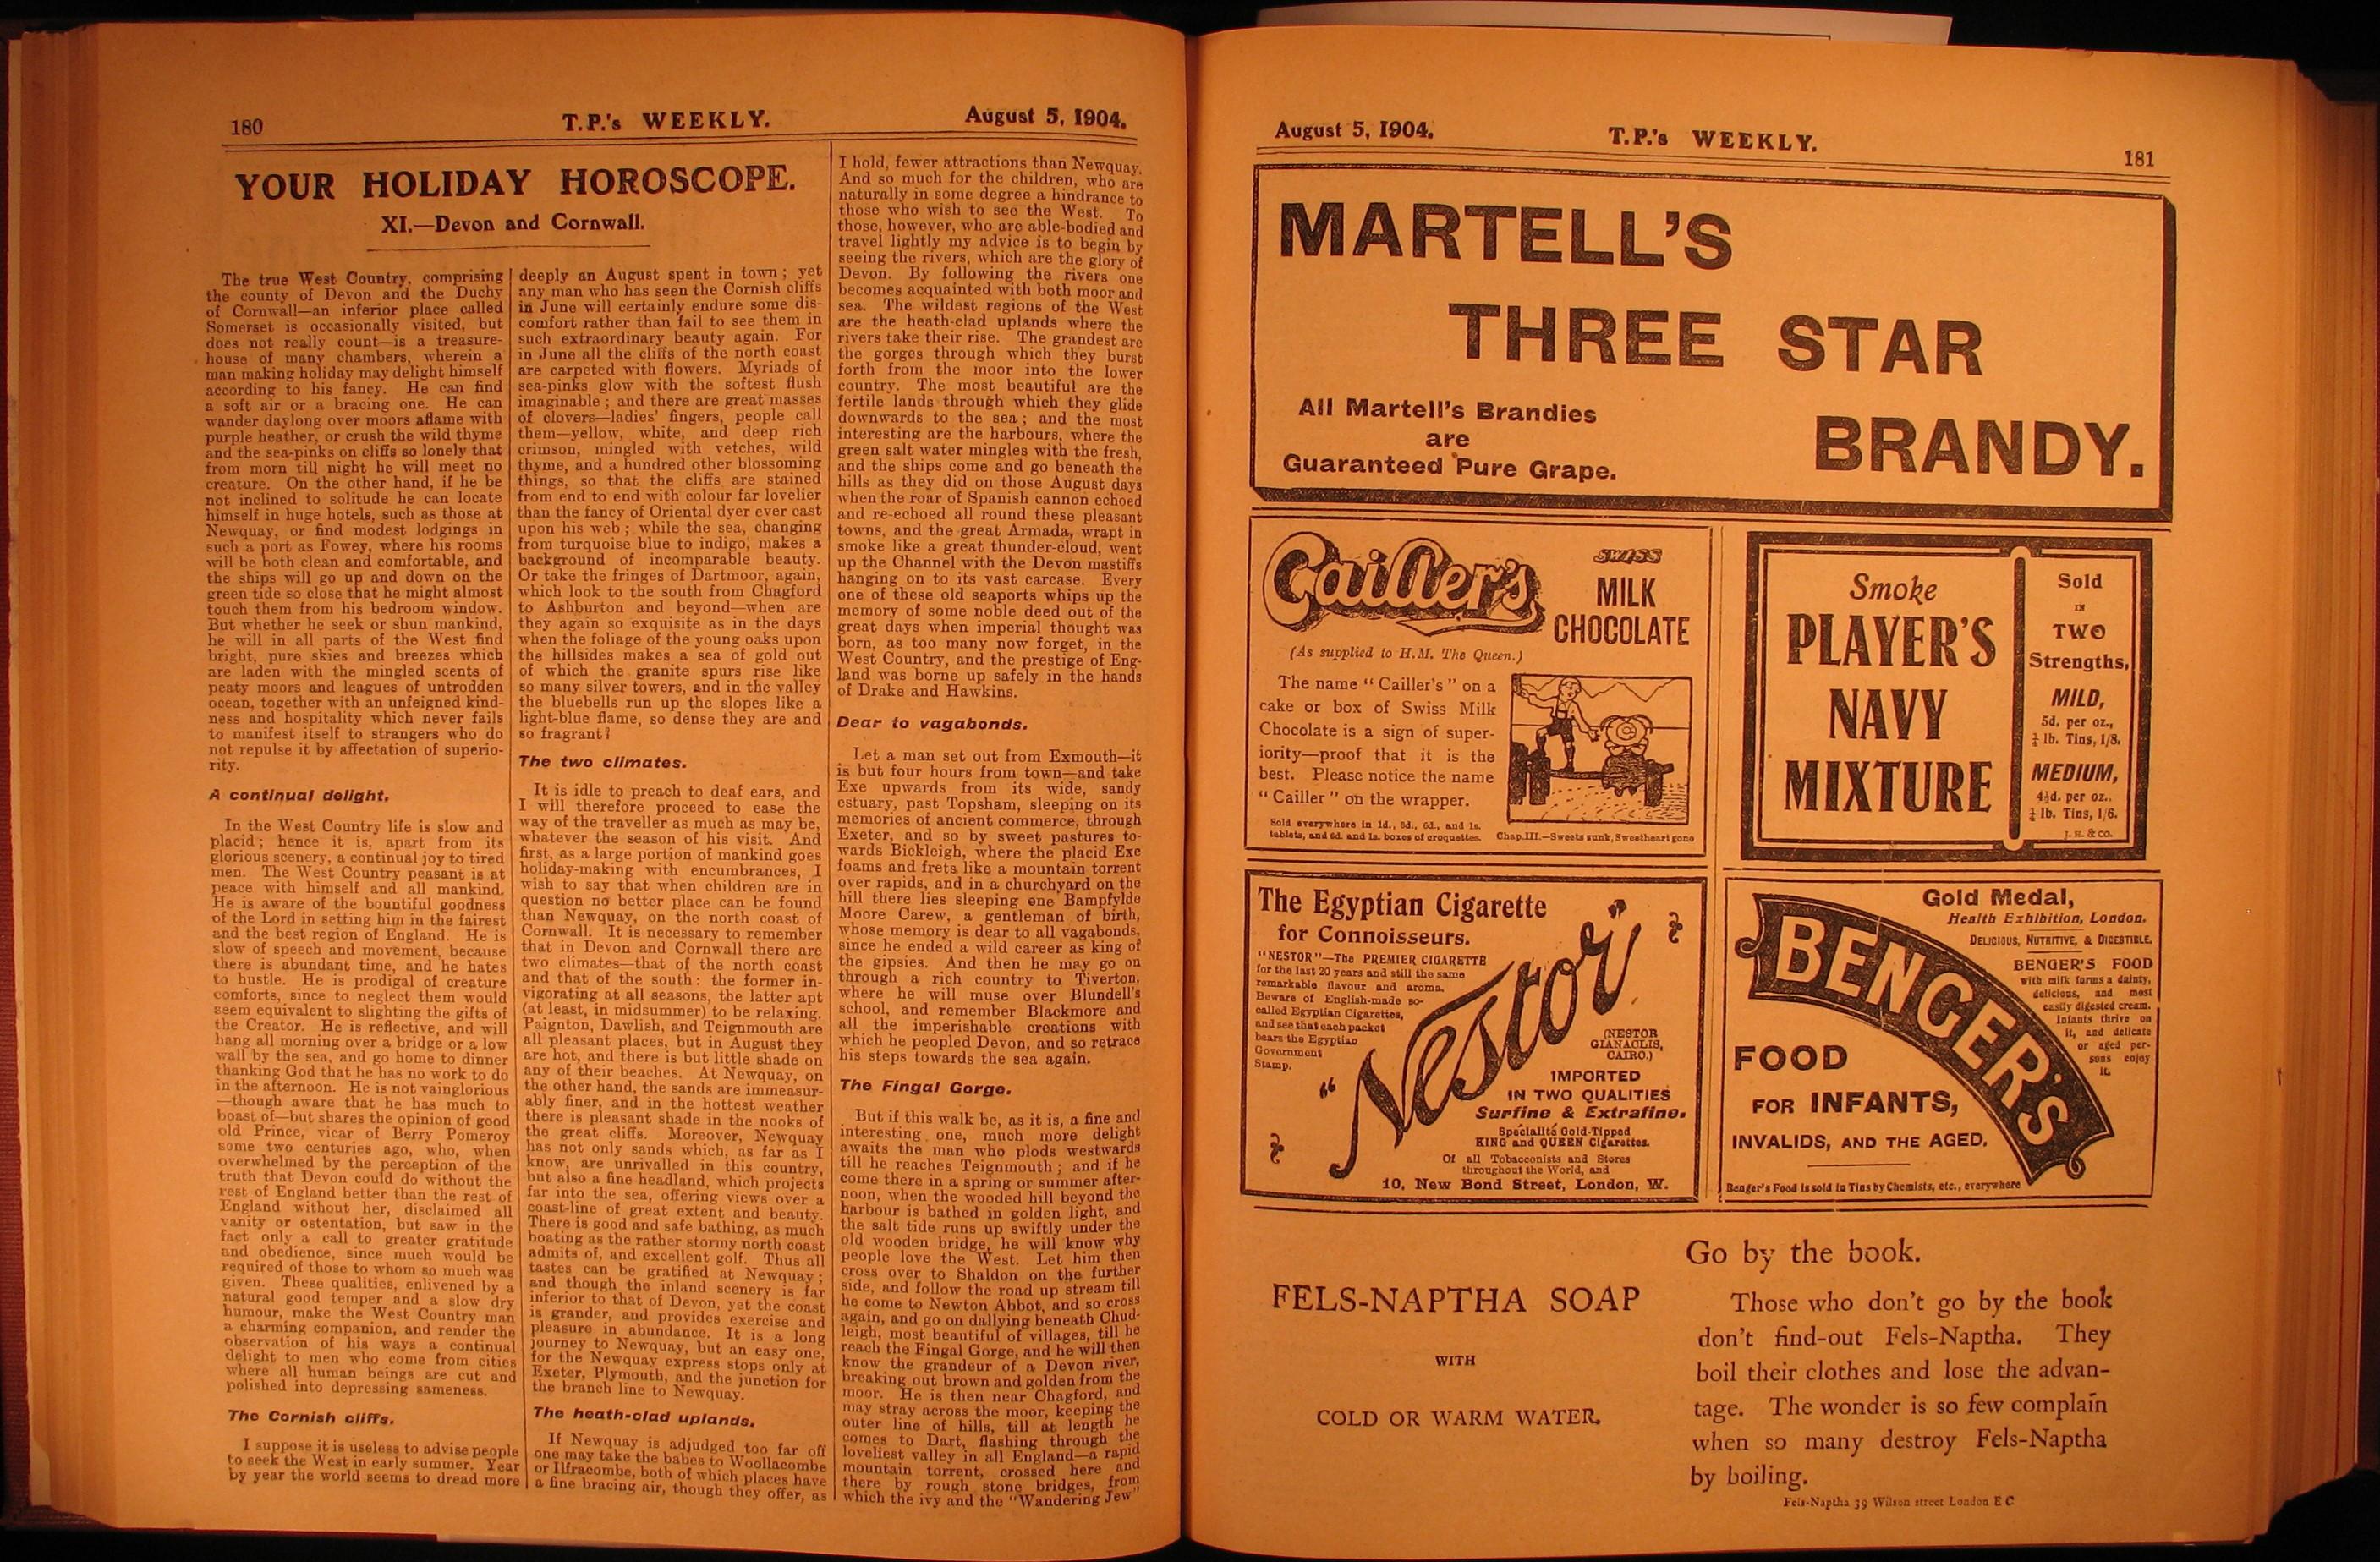 180
T.P.'s WEEKLY.
August 5, 1904.
YOUR HOLIDAY HOROSCOPE.
XI.—Devon and Cornwall.
The true West Country, comprising
the county of Devon and the Duchy
of Cornwall—an inferior place called
Somerset is occasionally visited, but
does not really count—is a treasure-
house of many chambers, wherein a
man making holiday may delight himself
according to his fancy. He can find
a soft air or a bracing one. He can
wander daylong over moors aflame with
purple heather, or crush the wild thyme
and the sea-pinks on cliffs so lonely that
from morn till night he will meet no
creature. On the other hand, if he be
not inclined to solitude he can locate
himself in huge hotels, such as those at
Newquay, or find modest lodgings in
such a port as Fowey, where his rooms
will be both clean and comfortable, and
the ships will go up and down on the
green tide so close that he might almost
touch them from his bedroom window.
But whether he seek or shun mankind,
he will in all parts of the West find
bright, pure skies and breezes which
are laden with the mingled scents of
peaty moors and leagues of untrodden
ocean, together with an unfeigned kind-
ness and hospitality which never fails
to manifest itself to strangers who do
not repulse it by affectation of superio-
rity.
A continual delight.
In the West Country life is slow and
placid; hence it is, apart from its
glorious scenery, a continual joy to tired
men. The West Country peasant is at
peace with himself and all mankind.
He is aware of the bountiful goodness
of the Lord in setting him in the fairest
and the best region of England. He is
slow of speech and movement, because
there is abundant time, and he hates
to hustle. He is prodigal of creature
comforts, since to neglect them would
seem equivalent to slighting the gifts of
the Creator. He is reflective, and will
hang all morning over a bridge or a low
wall by the sea, and go home to dinner
thanking God that he has no work to do
in the afternoon. He is not vainglorious
—though aware that he has much to
boast of—but shares the opinion of good
old Prince, vicar of Berry Pomeroy
some two centuries ago, who, when
overwhelmed by the perception of the
truth that Devon could do without the
rest of England better than the rest of
England without her, disclaimed all
vanity or ostentation, but saw in the
fact only a call to greater gratitude
and obedience, since much would be
required of those to whom so much was
given. These qualities, enlivened by a
natural good temper and a slow dry
humour, make the West Country man
a charming companion, and render the
observation of his ways a continual
delight to men who come from cities
where all human beings are cut and
polished into depressing sameness.
The Cornish cliffs.
I suppose it is useless to advise people
to seek the West in early summer. Year
by year the world seems to dread more
deeply an August spent in town; yet
any man who has seen the Cornish cliffs
in June will certainly endure some dis-
comfort rather than fail to see them in
such extraordinary beauty again. For
in June all the cliffs of the north coast
are carpeted with flowers. Myriads of
sea-pinks glow with the softest flush
imaginable; and there are great masses
of clovers—ladies' fingers, people call
them—yellow, white, and deep rich
crimson, mingled with vetches, wild
thyme, and a hundred other blossoming
things, so that the cliffs are stained
from end to end with colour far lovelier
than the fancy of Oriental dyer ever cast
upon his web; while the sea, changing
from turquoise blue to indigo, makes a
background of incomparable beauty.
Or take the fringes of Dartmoor, again,
which look to the south from Chagford
to Ashburton and beyond—when are
they again so exquisite as in the days
when the foliage of the young oaks upon
the hillsides makes a sea of gold out
of which the granite spurs rise like
so many silver towers, and in the valley
the bluebells run up the slopes like a
light-blue flame, so dense they are and
so fragrant?
The two climates.
It is idle to preach to deaf ears, and
I will therefore proceed to ease the
way of the traveller as much as may be,
whatever the season of his visit. And
first, as a large portion of mankind goes
holiday-making with encumbrances, I
wish to say that when children are in
question no better place can be found
than Newquay, on the north coast of
Cornwall. It is necessary to remember
that in Devon and Cornwall there are
two climates—that of the north coast
and that of the south: the former in-
vigorating at all seasons, the latter apt
(at least, in midsummer) to be relaxing.
Paignton, Dawlish, and Teignmouth are
all pleasant places, but in August they
are hot, and there is but little shade on
any of their beaches. At Newquay, on
the other hand, the sands are immeasur-
ably finer, and in the hottest weather
there is pleasant shade in the nooks of
the great cliffs. Moreover, Newquay
has not only sands which, as far as I
know, are unrivalled in this country,
but also a fine headland, which projects
far into the sea, offering views over a
coast-line of great extent and beauty.
There is good and safe bathing, as much
boating as the rather stormy north coast
admits of, and excellent golf. Thus all
tastes can be gratified at Newquay;
and though the inland scenery is far
inferior to that of Devon, yet the coast
is grander, and provides exercise and
pleasure in abundance. It is a long
journey to Newquay, but an easy one,
for the Newquay express stops only at
Exeter, Plymouth, and the junction for
the branch line to Newquay.
The heath-clad uplands.
If Newquay is adjudged too far off
one may take the babes to Woollacombe
or Ilfracombe, both of which places have
a fine bracing air, though they offer, as
I hold, fewer attractions than Newquay.
And so much for the children, who are
naturally in some degree a hindrance to
those who wish to see the West. To
those, however, who are able-bodied and
travel lightly my advice is to begin by
seeing the rivers, which are the glory of
Devon. By following the rivers one
becomes acquainted with both moor and
sea. The wildest regions of the West
are the heath-clad uplands where the
rivers take their rise. The grandest are
the gorges through which they burst
forth from the moor into the lower
country. The most beautiful are the
fertile lands through which they glide
downwards to the sea; and the most
interesting are the harbours, where the
green salt water mingles with the fresh,
and the ships come and go beneath the
hills as they did on those August days
when the roar of Spanish cannon echoed
and re-echoed all round these pleasant
towns, and the great Armada, wrapt in
smoke like a great thunder-cloud, went
up the Channel with the Devon mastiffs
hanging on to its vast carcase. Every
one of these old seaports whips up the
memory of some noble deed out of the
great days when imperial thought was
born, as too many now forget, in the
West Country, and the prestige of Eng-
land was borne up safely in the hands
of Drake and Hawkins.
Dear to vagabonds.
Let a man set out from Exmouth—it
is but four hours from town—and take
Exe upwards from its wide, sandy
estuary, past Topsham, sleeping on its
memories of ancient commerce, through
Exeter, and so by sweet pastures to-
wards Bickleigh, where the placid Exe
foams and frets like a mountain torrent
over rapids, and in a churchyard on the
hill there lies sleeping one Bampfylde
Moore Carew, a gentleman of birth,
whose memory is dear to all vagabonds,
since he ended a wild career as king of
the gipsies. And then he may go on
through a rich country to Tiverton,
where he will muse over Blundell's
school, and remember Blackmore and
all the imperishable creations with
which he peopled Devon, and so retrace
his steps towards the sea again.
The Fingal Gorge.
But if this walk be, as it is, a fine and
interesting one, much more delight
awaits the man who plods westwards
till he reaches Teignmouth; and if he
come there in a spring or summer after-
noon, when the wooded hill beyond the
harbour is bathed in golden light, and
the salt tide runs up swiftly under the
old wooden bridge, he will know why
people love the West. Let him then
cross over to Shaldon on the further
side, and follow the road up stream till
he come to Newton Abbot, and so cross
again, and go on dallying beneath Chud-
leigh, most beautiful of villages, till he
reach the Fingal Gorge, and he will then
know the grandeur of a Devon river,
breaking out brown and golden from the
moor. He is then near Chagford, and
may stray across the moor, keeping the
outer line of hills, till at length he
comes to Dart, flashing through the
loveliest valley in all England—a rapid
mountain torrent, crossed here and
there by rough stone bridges, from
which the ivy and the "Wandering Jew"
August 5, 1904.
T.P.'s WEEKLY.
181
MARTELL'S
THREE STAR
BRANDY.
All Martell's Brandies
are
Guaranteed Pure Grape.
Cailler's
SWISS
MILK
CHOCOLATE
(As supplied to H.M. The Queen.)
The name "Cailler's" on a
cake or box of Swiss Milk
Chocolate is a sign of super-
iority—proof that it is the
best. Please notice the name
"Cailler" on the wrapper.
Sold everywhere in 1d., 3d., 6d., and 1s.
tablets, and 6d. and 1s. boxes of croquettes.
Chap. III.—Sweets sunk, Sweetheart gone
Smoke
PLAYER'S
NAVY
MIXTURE
Sold
IN
TWO
Strengths,
MILD,
5d. per oz.,
¼ lb. Tins, 1/8.
MEDIUM,
4½d. per oz.,
¼ lb. Tins, 1/6.
J. H. & CO.
The Egyptian Cigarette
for Connoisseurs.
"NESTOR"—The PREMIER CIGARETTE
for the last 20 years and still the same
remarkable flavour and aroma.
Beware of English-made so-
called Egyptian Cigarettes,
and see that each packet
bears the Egyptian
Government
Stamp.
"Nestor"
(NESTOR
GIANACLIS,
CAIRO.)
IMPORTED
IN TWO QUALITIES
Surfine & Extrafine.
Spécialité Gold-Tipped
KING and QUEEN Cigarettes.
Of all Tobacconists and Stores
throughout the World, and
10, New Bond Street, London, W.
Gold Medal,
Health Exhibition, London.
DELICIOUS, NUTRITIVE, & DIGESTIBLE.
BENGER'S
BENGER'S FOOD
with milk forms a dainty,
delicious, and most
easily digested cream.
Infants thrive on
it, and delicate
or aged per-
sons enjoy
it.
FOOD
FOR INFANTS,
INVALIDS, AND THE AGED.
Benger's Food is sold in Tins by Chemists, etc., everywhere
FELS-NAPTHA SOAP
WITH
COLD OR WARM WATER.
Go by the book.
Those who don't go by the book
don't find-out Fels-Naptha. They
boil their clothes and lose the advan-
tage. The wonder is so few complain
when so many destroy Fels-Naptha
by boiling.
Fels-Naptha 39 Wilson street London E C